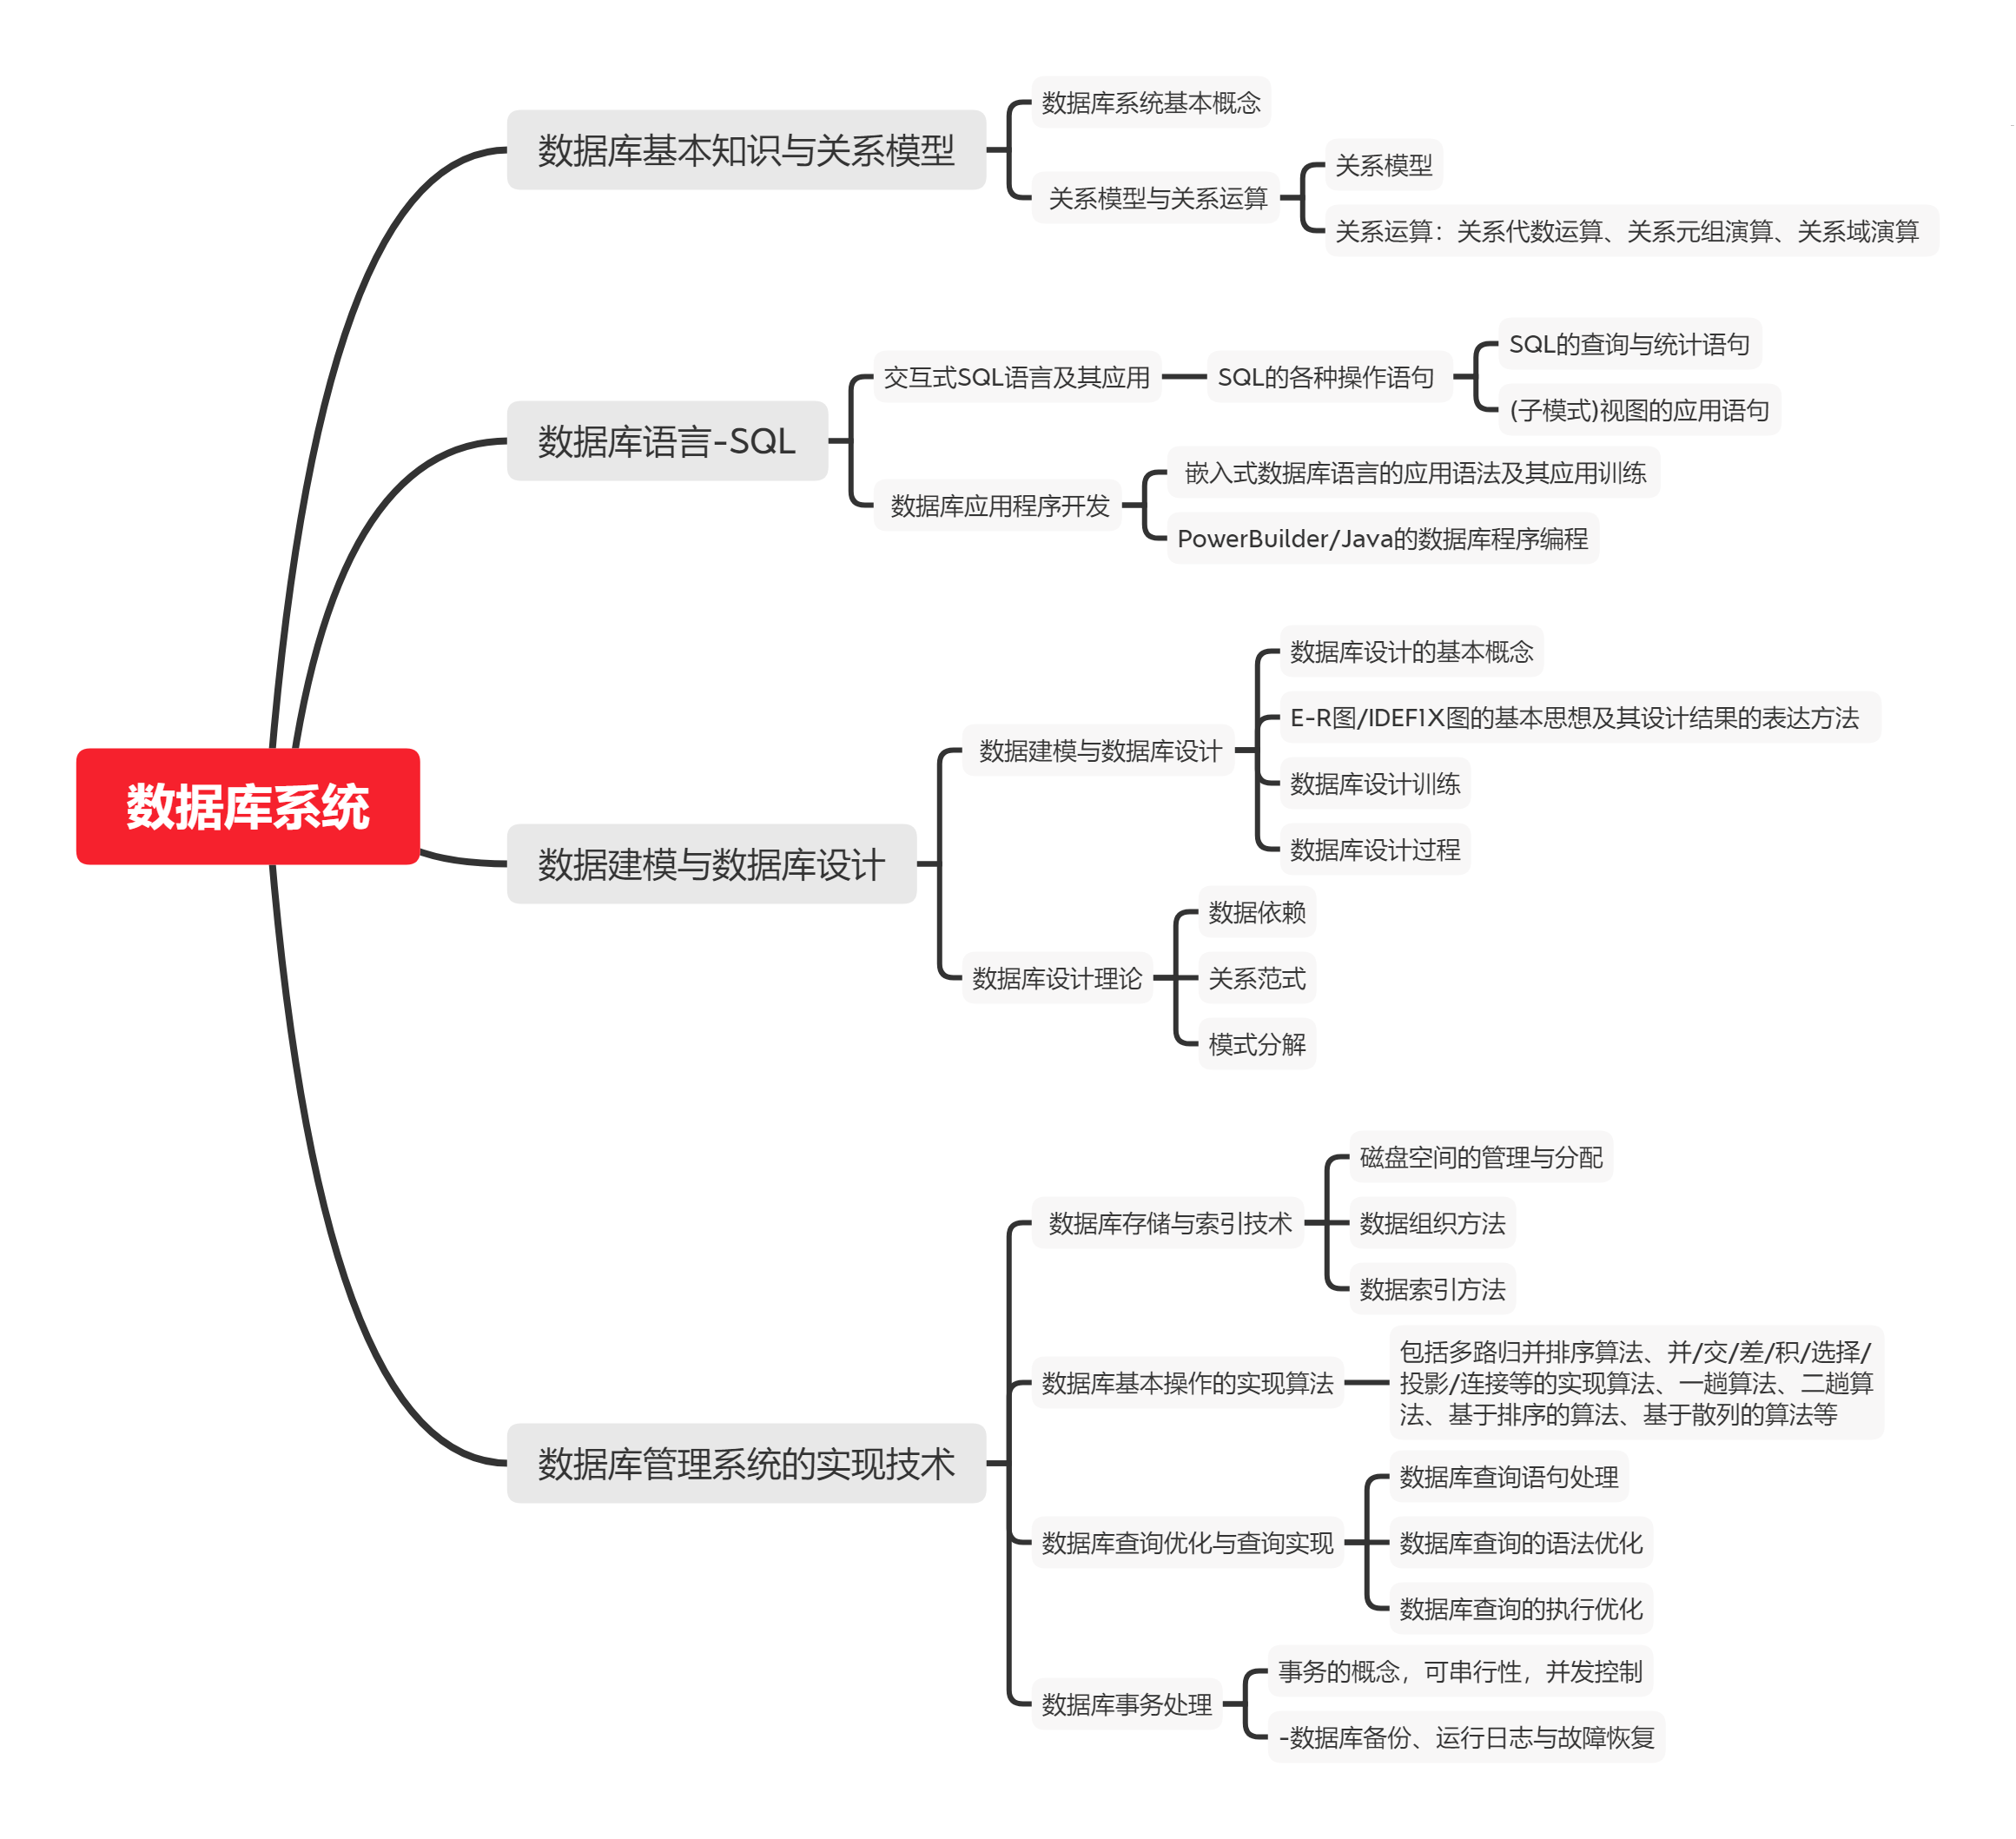 数据库系统
数据库基本知识与关系模型
数据库系统基本概念
关系模型与关系运算
关系模型
关系运算：关系代数运算、关系元组演算、关系域演算
数据库语言-SQL
交互式SQL语言及其应用
SQL的各种操作语句
SQL的查询与统计语句
(子模式)视图的应用语句
数据库应用程序开发
嵌入式数据库语言的应用语法及其应用训练
PowerBuilder/Java的数据库程序编程
数据建模与数据库设计
数据建模与数据库设计
数据库设计的基本概念
E-R图/IDEF1X图的基本思想及其设计结果的表达方法
数据库设计训练
数据库设计过程
数据库设计理论
数据依赖
关系范式
模式分解
数据库管理系统的实现技术
数据库存储与索引技术
磁盘空间的管理与分配
数据组织方法
数据索引方法
数据库基本操作的实现算法
包括多路归并排序算法、并/交/差/积/选择/
投影/连接等的实现算法、一趟算法、二趟算
法、基于排序的算法、基于散列的算法等
数据库查询优化与查询实现
数据库查询语句处理
数据库查询的语法优化
数据库查询的执行优化
数据库事务处理
事务的概念，可串行性，并发控制
-数据库备份、运行日志与故障恢复